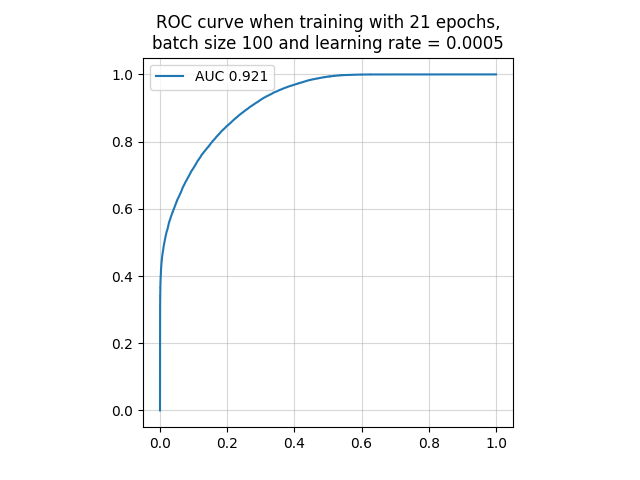 ROC curve when training with 21 epochs,
batch size 100 and learning rate = 0.0005
AUC 0.921
1.0
0.8
0.6
0.4
0.2
0.0
0.0 0.2 0.4 0.6 0.8 1.0